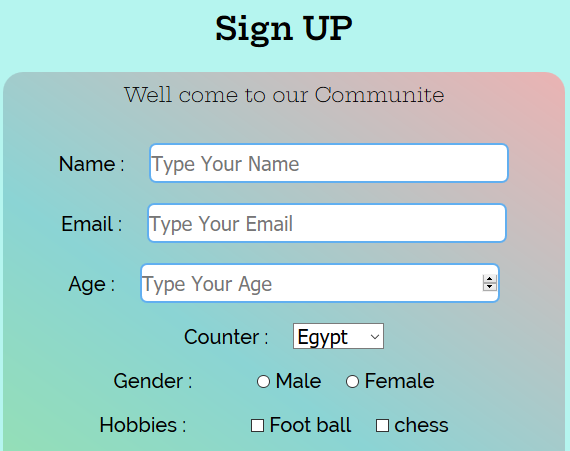 Sign UP
Well come to our Communite
Name : Type Your Name
Email : Type Your Email
Age : Type Your Age
Counter : Egypt
Gender : Male Female
Hobbies : Foot ball chess